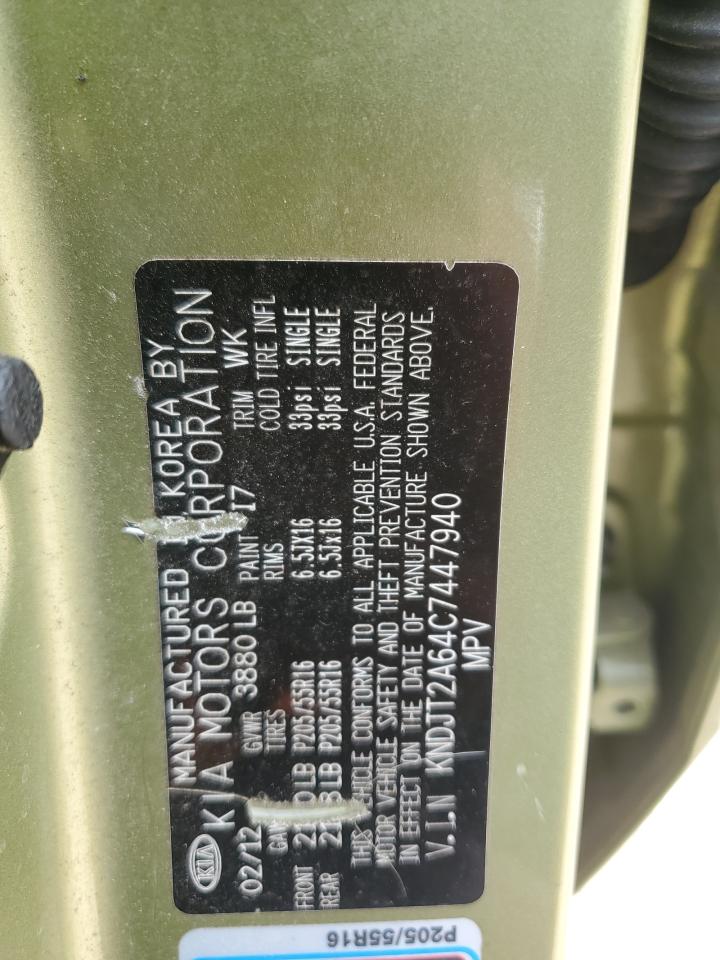 MANUFACTURED KOREA BY
KIA KIA MOTORS CORPORATION
02/12 GVWR 3880 LB PAINT I7 TRIM WK
TIRES RIMS COLD TIRE INFL
FRONT LB P205/55R16 6.5JX16 33psi SINGLE
REAR LB P205/55R16 6.5Jx16 33psi SINGLE
THIS VEHICLE CONFORMS TO ALL APPLICABLE U.S.A. FEDERAL
MOTOR VEHICLE SAFETY AND THEFT PREVENTION STANDARDS
IN EFFECT ON THE DATE OF MANUFACTURE SHOWN ABOVE.
V.I.N KNDJT2A64C7447940
MPV
P205/55R16